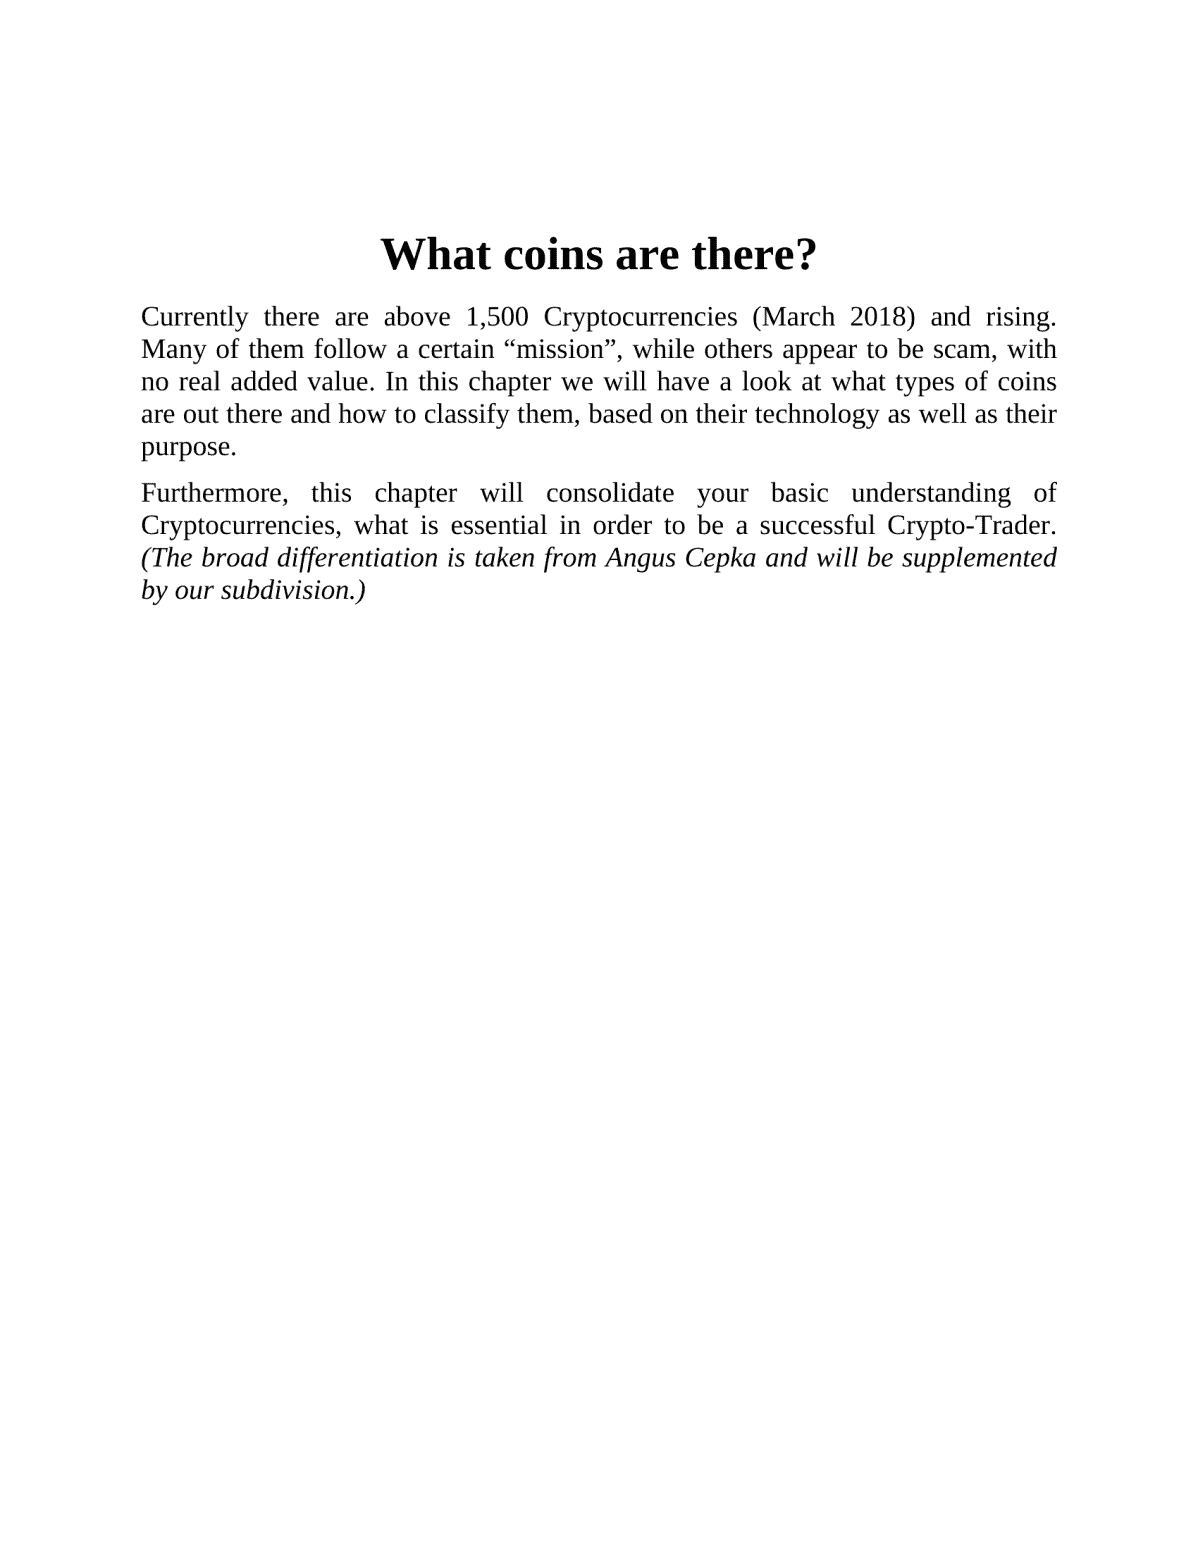 What coins are there?
Currently there are above 1,500 Cryptocurrencies (March 2018) and rising.
Many of them follow a certain “mission”, while others appear to be scam, with
no real added value. In this chapter we will have a look at what types of coins
are out there and how to classify them, based on their technology as well as their
purpose.
Furthermore, this chapter will consolidate your basic understanding of
Cryptocurrencies, what is essential in order to be a successful Crypto-Trader.
(The broad differentiation is taken from Angus Cepka and will be supplemented
by our subdivision.)